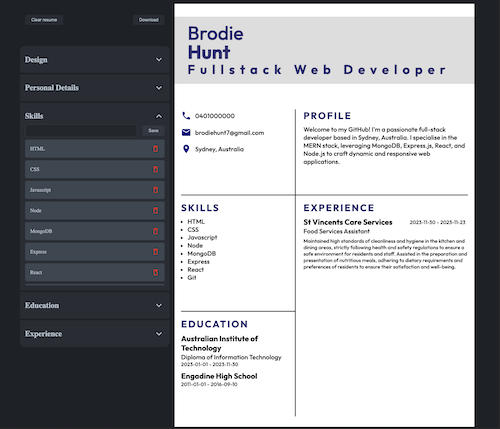 Clear resume
Download
Design
Personal Details
Skills
Save
HTML
CSS
Javascript
Node
MongoDB
Express
React
Education
Experience
Brodie
Hunt
Fullstack Web Developer
0401000000
brodiehunt7@gmail.com
Sydney, Australia
PROFILE
Welcome to my GitHub! I'm a passionate full-stack
developer based in Sydney, Australia. I specialise in the
MERN stack, leveraging MongoDB, Express.js, React, and
Node.js to craft dynamic and responsive web
applications.
SKILLS
• HTML
• CSS
• Javascript
• Node
• MongoDB
• Express
• React
• Git
EXPERIENCE
St Vincents Care Services 2023-11-30 - 2025-11-23
Food Services Assistant
Maintained high standards of cleanliness and hygiene in the kitchen and
dining areas, strictly following health and safety regulations to ensure a
safe environment for residents and staff. Assisted in the preparation and
presentation of nutritious meals, adhering to dietary requirements and
preferences of residents to ensure their satisfaction and well-being.
EDUCATION
Australian Institute of
Technology
Diploma of Information Technology
2023-01-01 - 2023-11-30
Engadine High School
2011-01-01 - 2016-09-10